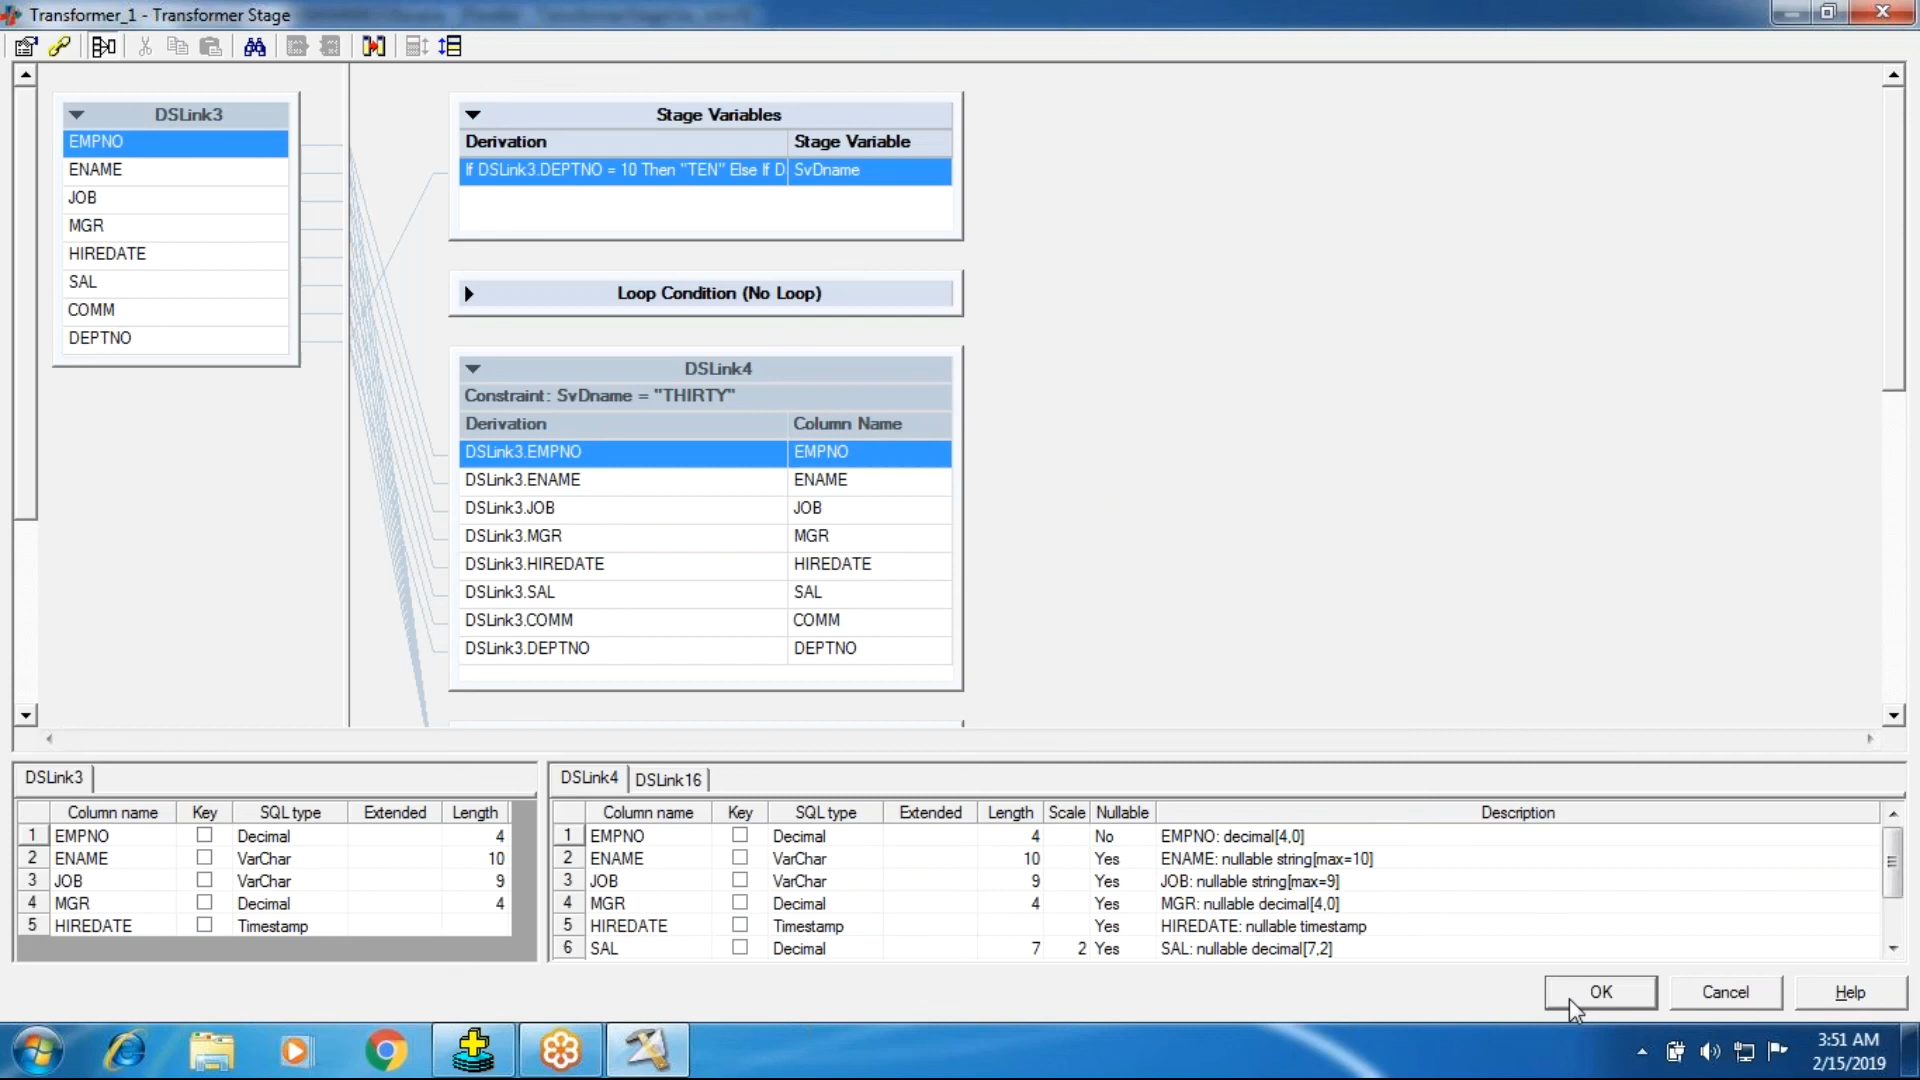 Transformer_1 - Transformer Stage
DSLink3
EMPNO
ENAME
JOB
MGR
HIREDATE
SAL
COMM
DEPTNO
Stage Variables
Derivation Stage Variable
If DSLink3.DEPTNO = 10 Then "TEN" Else If D SvDname
Loop Condition (No Loop)
DSLink4
Constraint: SvDname = "THIRTY"
Derivation Column Name
DSLink3.EMPNO EMPNO
DSLink3.ENAME ENAME
DSLink3.JOB JOB
DSLink3.MGR MGR
DSLink3.HIREDATE HIREDATE
DSLink3.SAL SAL
DSLink3.COMM COMM
DSLink3.DEPTNO DEPTNO
DSLink3
Column name Key SQL type Extended Length
1 EMPNO Decimal 4
2 ENAME VarChar 10
3 JOB VarChar 9
4 MGR Decimal 4
5 HIREDATE Timestamp
DSLink4 DSLink16
Column name Key SQL type Extended Length Scale Nullable Description
1 EMPNO Decimal 4 No EMPNO: decimal[4,0]
2 ENAME VarChar 10 Yes ENAME: nullable string[max=10]
3 JOB VarChar 9 Yes JOB: nullable string[max=9]
4 MGR Decimal 4 Yes MGR: nullable decimal[4,0]
5 HIREDATE Timestamp Yes HIREDATE: nullable timestamp
6 SAL Decimal 7 2 Yes SAL: nullable decimal[7,2]
OK Cancel Help
3:51 AM
2/15/2019